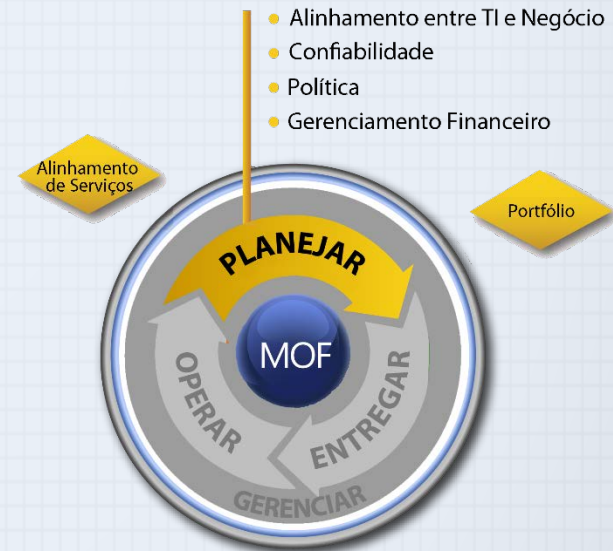 Alinhamento entre TI e Negócio
Confiabilidade
Política
Gerenciamento Financeiro
Alinhamento
de Serviços
Portfólio
PLANEJAR
MOF
OPERAR
ENTREGAR
GERENCIAR